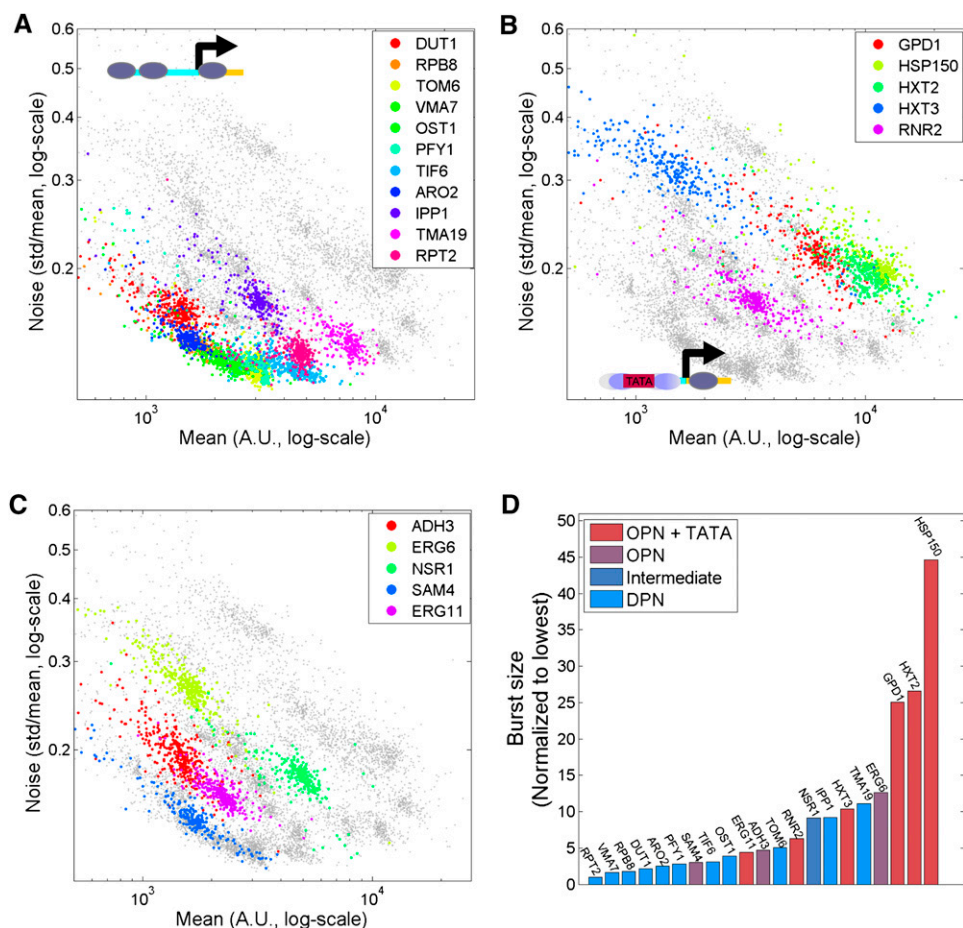 A
0.6
0.5
0.4
0.3
0.2
Noise (std/mean, log-scale)
10³
10⁴
Mean (A.U., log-scale)
DUT1
RPB8
TOM6
VMA7
OST1
PFY1
TIF6
ARO2
IPP1
TMA19
RPT2
B
0.6
0.5
0.4
0.3
0.2
Noise (std/mean, log-scale)
10³
10⁴
Mean (A.U., log-scale)
GPD1
HSP150
HXT2
HXT3
RNR2
TATA
C
0.6
0.5
0.4
0.3
0.2
Noise (std/mean, log-scale)
10³
10⁴
Mean (A.U., log-scale)
ADH3
ERG6
NSR1
SAM4
ERG11
D
50
45
40
35
30
25
20
15
10
5
0
Burst size
(Normalized to lowest)
OPN + TATA
OPN
Intermediate
DPN
RPT2
VMA7
RPB8
DUT1
ARO2
PFY1
SAM4
TIF6
OST1
ERG11
ADH3
TOM6
RNR2
NSR1
IPP1
HXT3
TMA19
ERG6
GPD1
HXT2
HSP150